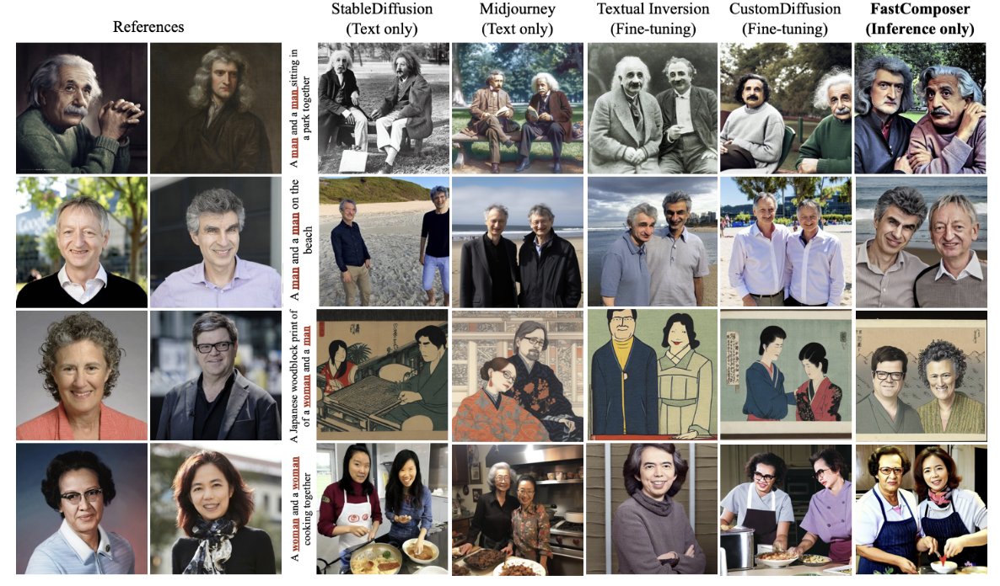 References
StableDiffusion
(Text only)
Midjourney
(Text only)
Textual Inversion
(Fine-tuning)
CustomDiffusion
(Fine-tuning)
FastComposer
(Inference only)
A man and a man sitting in
a park together
A man and a man on the
beach
A Japanese woodblock print of
of a woman and a man
A woman and a woman
cooking together